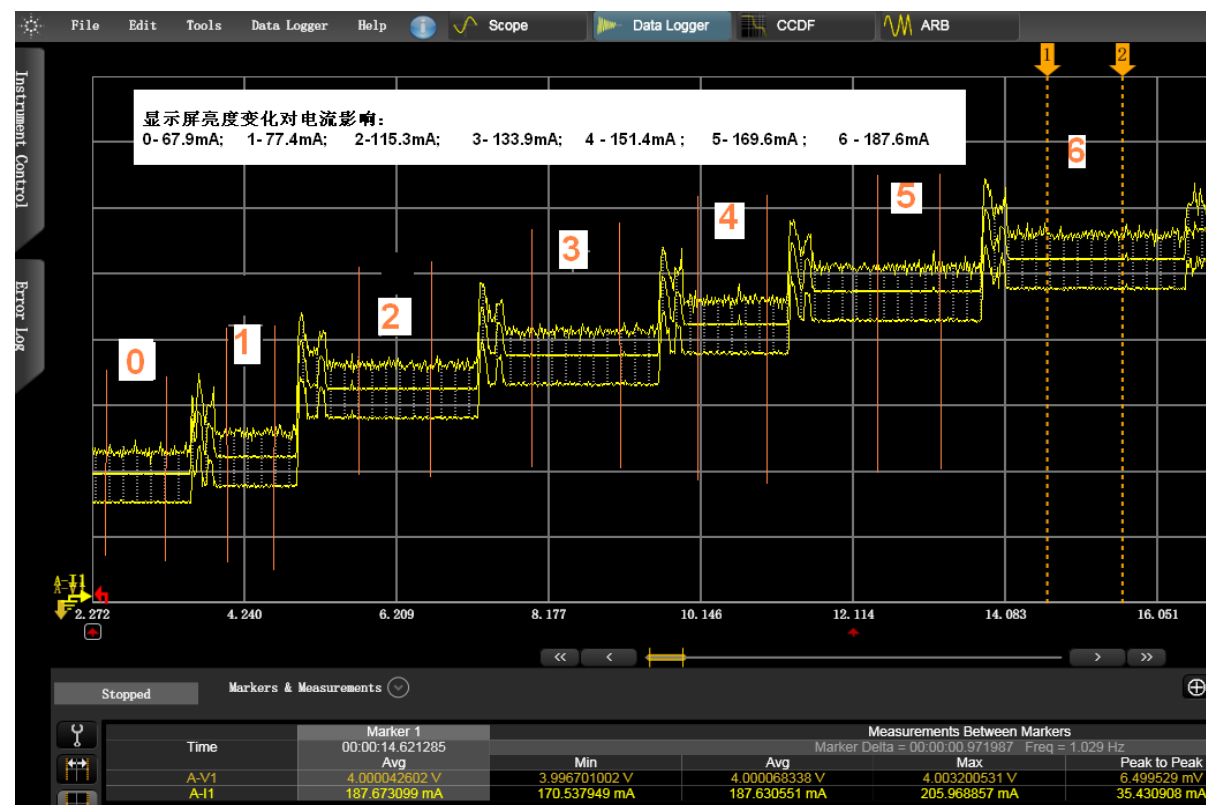 File Edit Tools Data Logger Help i Scope Data Logger CCDF ARB
1 2
Instrument Control
Error Log
显示屏亮度变化对电流影响:
0- 67.9mA; 1- 77.4mA; 2-115.3mA; 3- 133.9mA; 4 - 151.4mA ; 5- 169.6mA ; 6 - 187.6mA
6
5
4
3
2
1
0
2.272 4.240 6.209 8.177 10.146 12.114 14.083 16.051
<< < > >>
Stopped Markers & Measurements
Marker 1 Measurements Between Markers
Time 00:00:14.621285 Marker Delta = 00:00:00.971987 Freq = 1.029 Hz
Avg Min Avg Max Peak to Peak
A-V1 4.000042602 V 3.996701002 V 4.000068338 V 4.003200531 V 6.499529 mV
A-I1 187.673099 mA 170.537949 mA 187.630551 mA 205.968857 mA 35.430908 mA